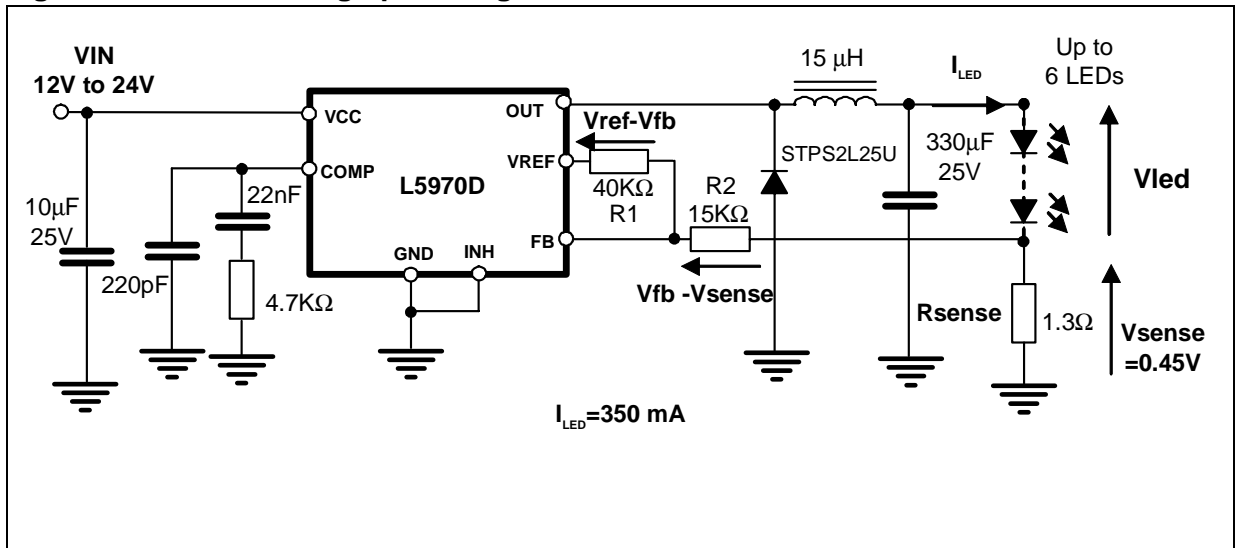 VIN
12V to 24V
VCC
COMP
L5970D
OUT
VREF
FB
GND
INH
10μF
25V
220pF
22nF
4.7KΩ
Vref-Vfb
40KΩ
R1
R2
15KΩ
Vfb -Vsense
STPS2L25U
15 μH
330μF
25V
I_LED
Up to
6 LEDs
Vled
Rsense
1.3Ω
Vsense
=0.45V
I_LED=350 mA